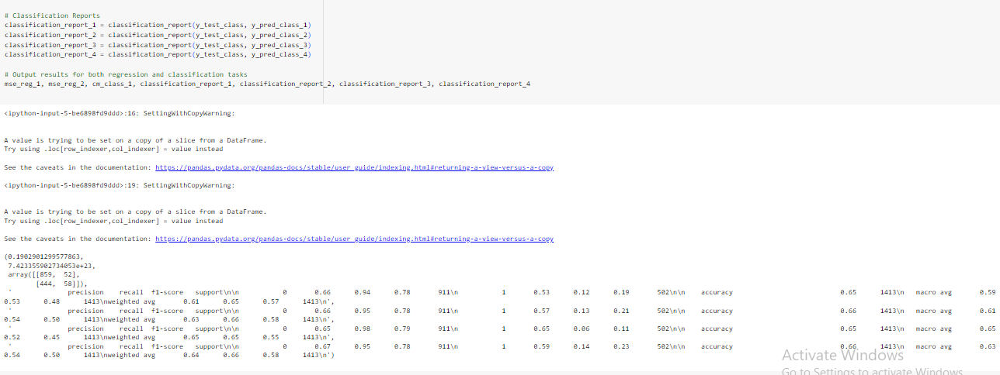 # Classification Reports
classification_report_1 = classification_report(y_test_class, y_pred_class_1)
classification_report_2 = classification_report(y_test_class, y_pred_class_2)
classification_report_3 = classification_report(y_test_class, y_pred_class_3)
classification_report_4 = classification_report(y_test_class, y_pred_class_4)
# Output results for both regression and classification tasks
mse_reg_1, mse_reg_2, cm_class_1, classification_report_1, classification_report_2, classification_report_3, classification_report_4
<ipython-input-5-be6898fd9ddd>:16: SettingWithCopyWarning:
A value is trying to be set on a copy of a slice from a DataFrame.
Try using .loc[row_indexer,col_indexer] = value instead
See the caveats in the documentation: https://pandas.pydata.org/pandas-docs/stable/user_guide/indexing.html#returning-a-view-versus-a-copy
<ipython-input-5-be6898fd9ddd>:19: SettingWithCopyWarning:
A value is trying to be set on a copy of a slice from a DataFrame.
Try using .loc[row_indexer,col_indexer] = value instead
See the caveats in the documentation: https://pandas.pydata.org/pandas-docs/stable/user_guide/indexing.html#returning-a-view-versus-a-copy
(0.1902901299577863,
7.423355902734053e+23,
array([[859, 52],
[444, 58]]),
' precision recall f1-score support\n\n 0 0.66 0.94 0.78 911\n 1 0.53 0.12 0.19 502\n\n accuracy 0.65 1413\n macro avg 0.59
0.53 0.48 1413\nweighted avg 0.61 0.65 0.57 1413\n',
' precision recall f1-score support\n\n 0 0.66 0.95 0.78 911\n 1 0.57 0.13 0.21 502\n\n accuracy 0.66 1413\n macro avg 0.61
0.54 0.50 1413\nweighted avg 0.63 0.66 0.58 1413\n',
' precision recall f1-score support\n\n 0 0.65 0.98 0.79 911\n 1 0.65 0.06 0.11 502\n\n accuracy 0.65 1413\n macro avg 0.65
0.52 0.45 1413\nweighted avg 0.65 0.65 0.55 1413\n',
' precision recall f1-score support\n\n 0 0.67 0.95 0.78 911\n 1 0.59 0.14 0.23 502\n\n accuracy 0.66 1413\n macro avg 0.63
0.54 0.50 1413\nweighted avg 0.64 0.66 0.58 1413\n')
Activate Windows
Go to Settings to activate Windows.